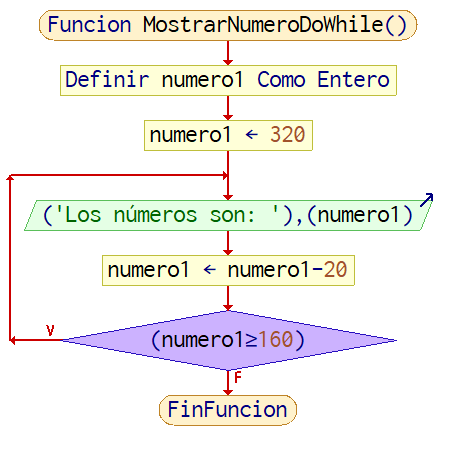 Funcion MostrarNumeroDoWhile()
Definir numero1 Como Entero
numero1 ← 320
('Los números son: '),(numero1)
numero1 ← numero1-20
(numero1≥160)
V
F
FinFuncion